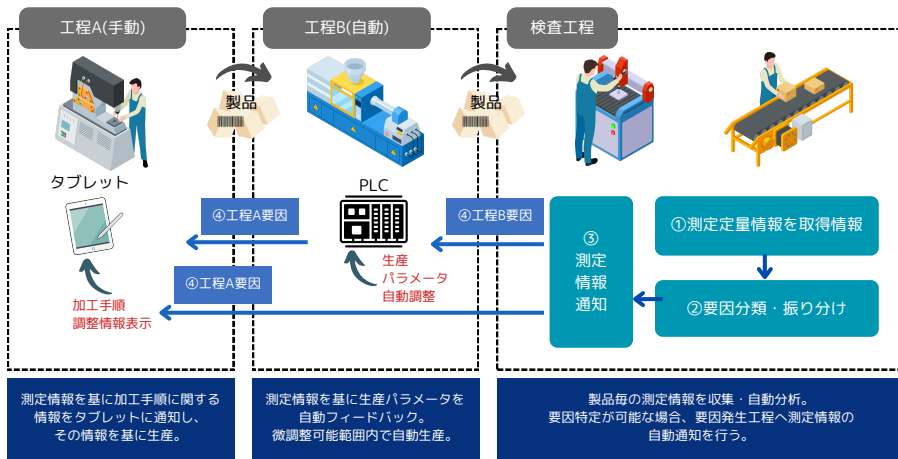 工程A(手動)
工程B(自動)
検査工程
製品
製品
タブレット
PLC
④工程A要因
④工程B要因
④工程A要因
加工手順
調整情報表示
生産
パラメータ
自動調整
①測定定量情報を取得情報
②要因分類・振り分け
③
測定
情報
通知
測定情報を基に加工手順に関する
情報をタブレットに通知し、
その情報を基に生産。
測定情報を基に生産パラメータを
自動フィードバック。
微調整可能範囲内で自動生産。
製品毎の測定情報を収集・自動分析。
要因特定が可能な場合、要因発生工程へ測定情報の
自動通知を行う。